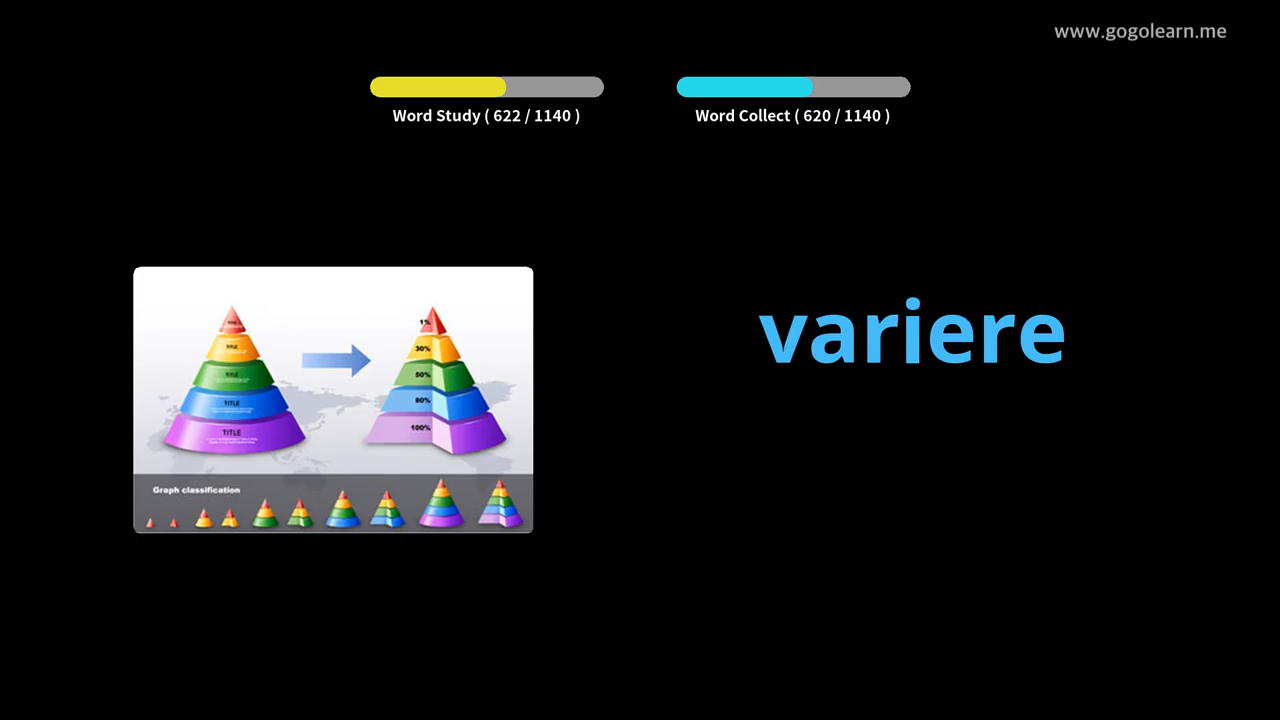 www.gogolearn.me
Word Study ( 622 / 1140 )
Word Collect ( 620 / 1140 )
variere
TITLE
TITLE
TITLE
TITLE
1%
30%
50%
80%
100%
Graph classification